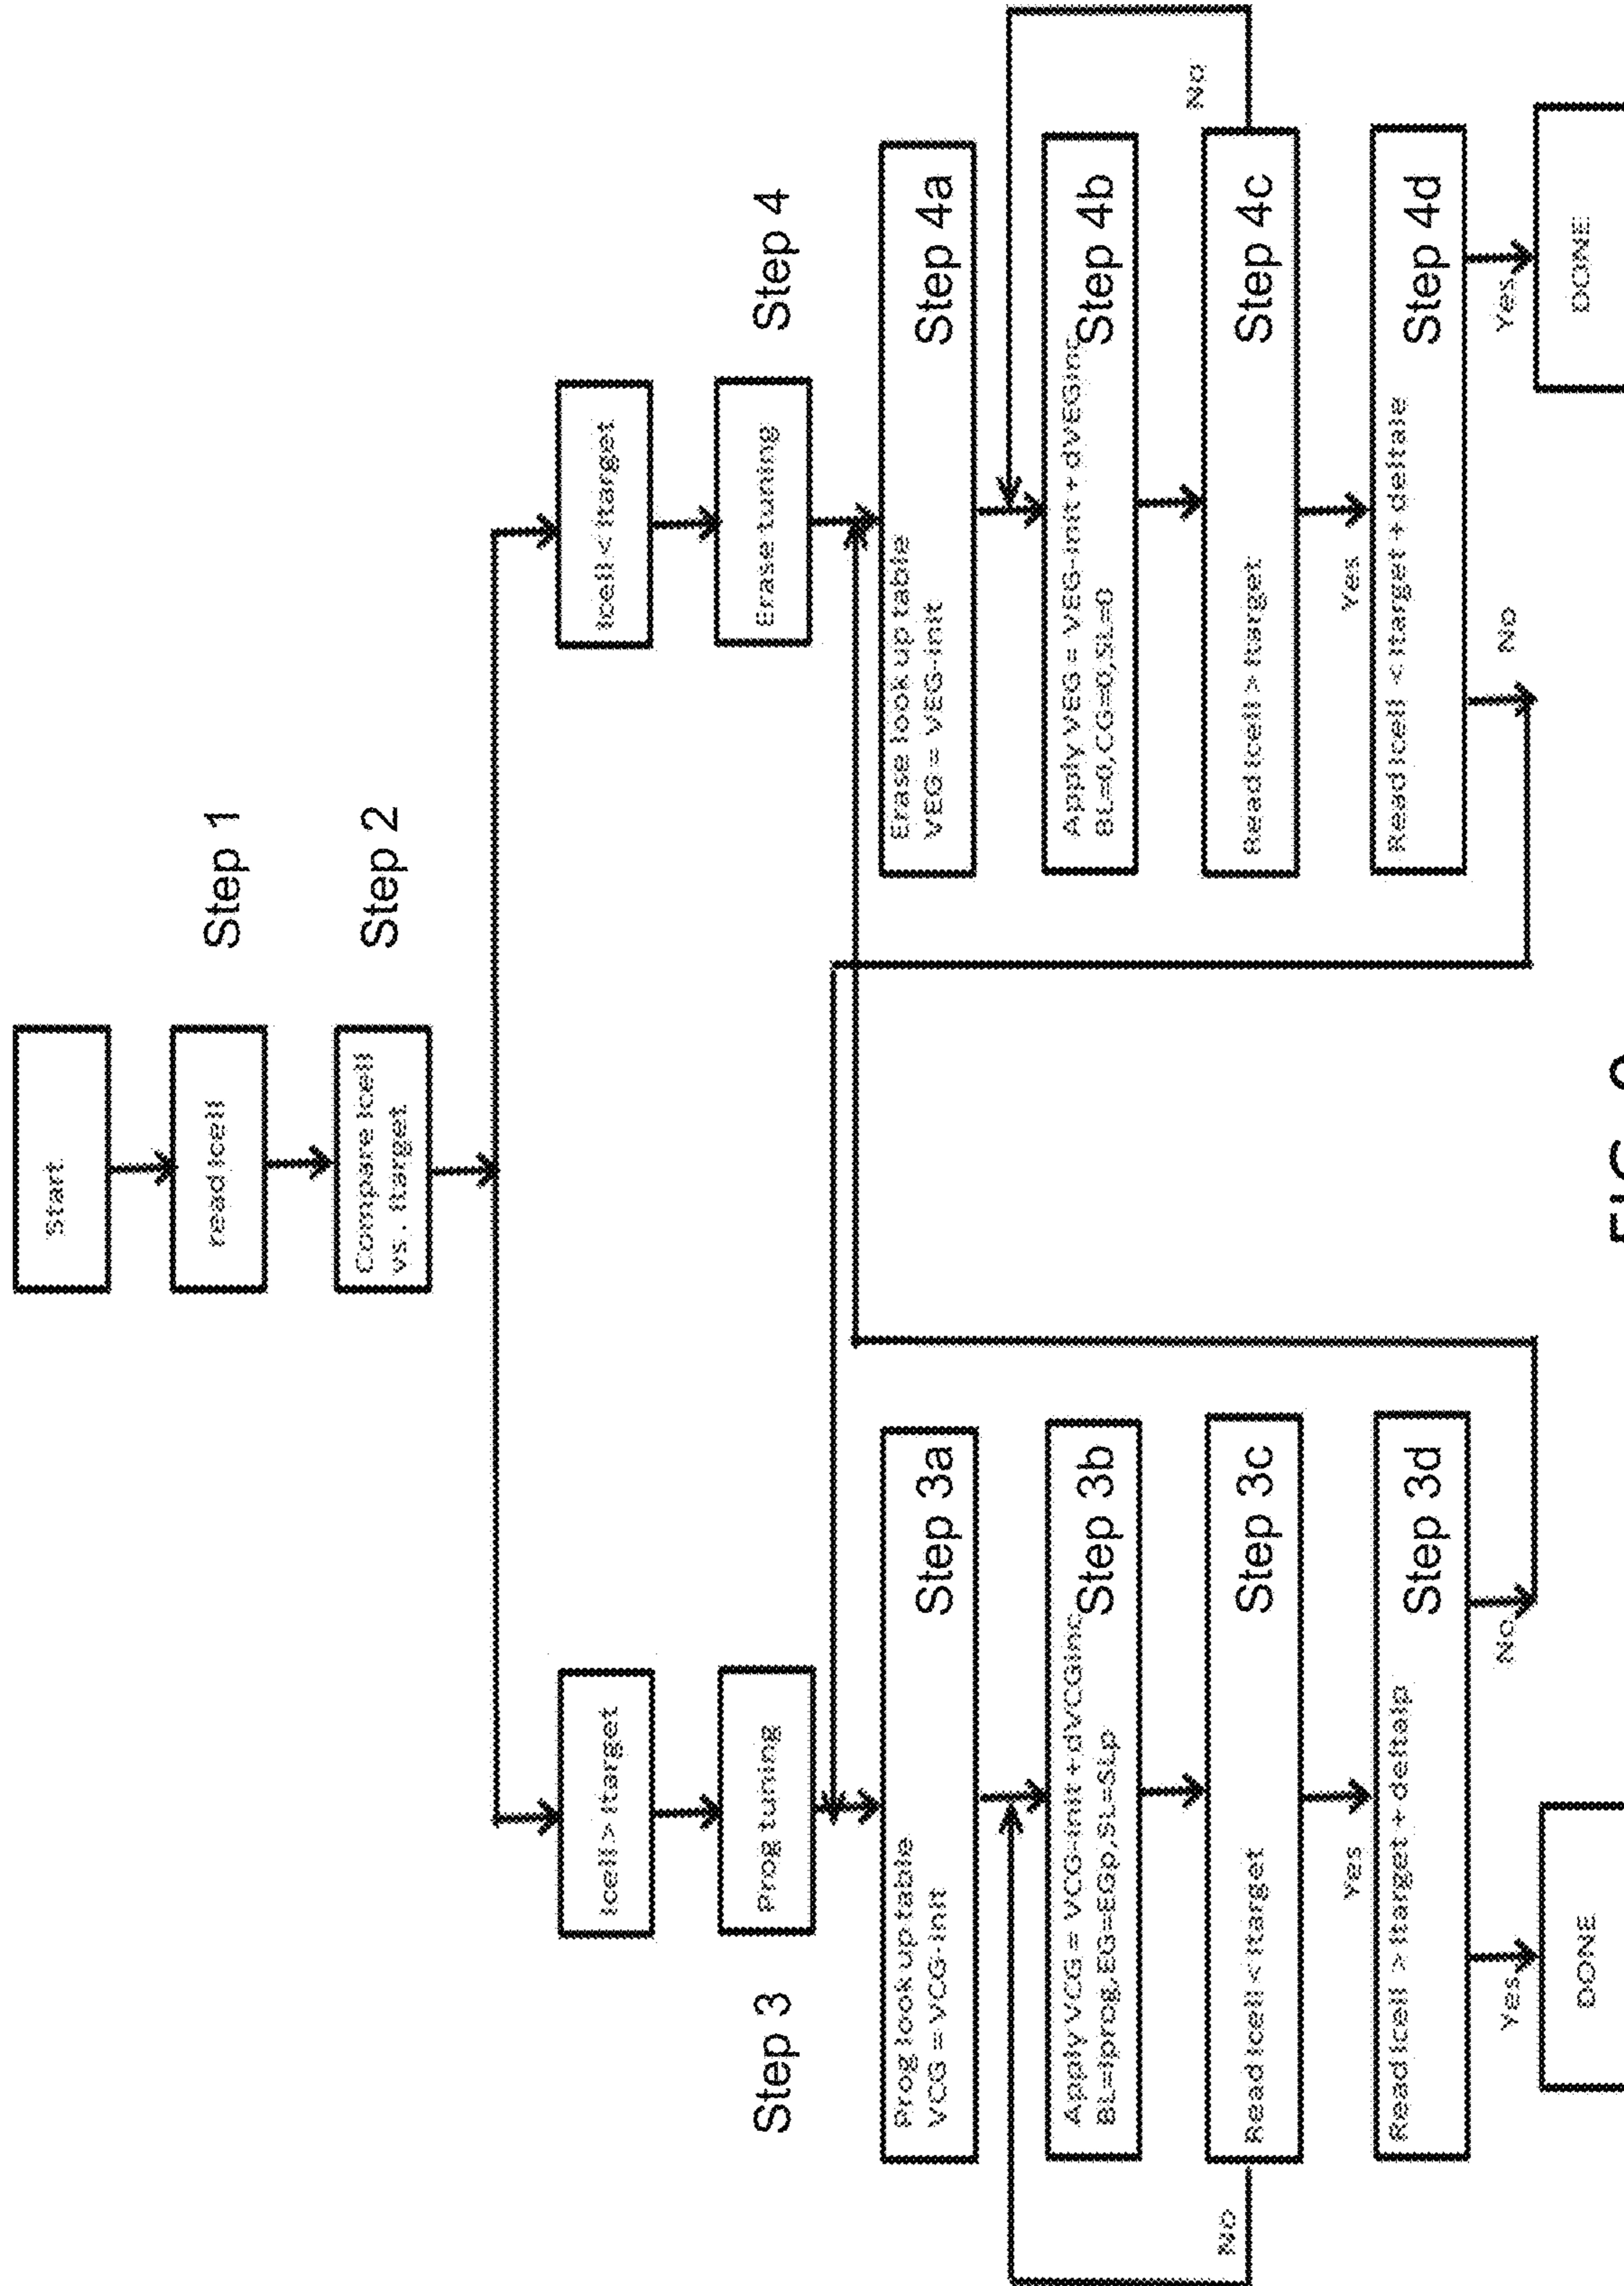 Start
read Icell
Step 1
Compare Icell
vs. Itarget
Step 2
Icell > Itarget
Prog tuning
Step 3
Prog look up table
VCG = VCG-init
Step 3a
Apply VCG = VCG-init + dVCGinc
BL=Iprog,EG=EGp,SL=SLp
Step 3b
Read Icell < Itarget
Step 3c
No
Yes
Read Icell > Itarget + deltaIp
Step 3d
Yes
No
DONE
Icell < Itarget
Erase tuning
Step 4
Erase look up table
VEG = VEG-init
Step 4a
Apply VEG = VEG-init + dVEGinc
BL=0,CG=0,SL=0
Step 4b
Read Icell > Itarget
Step 4c
No
Yes
Read Icell < Itarget + deltaIe
Step 4d
No
Yes
DONE